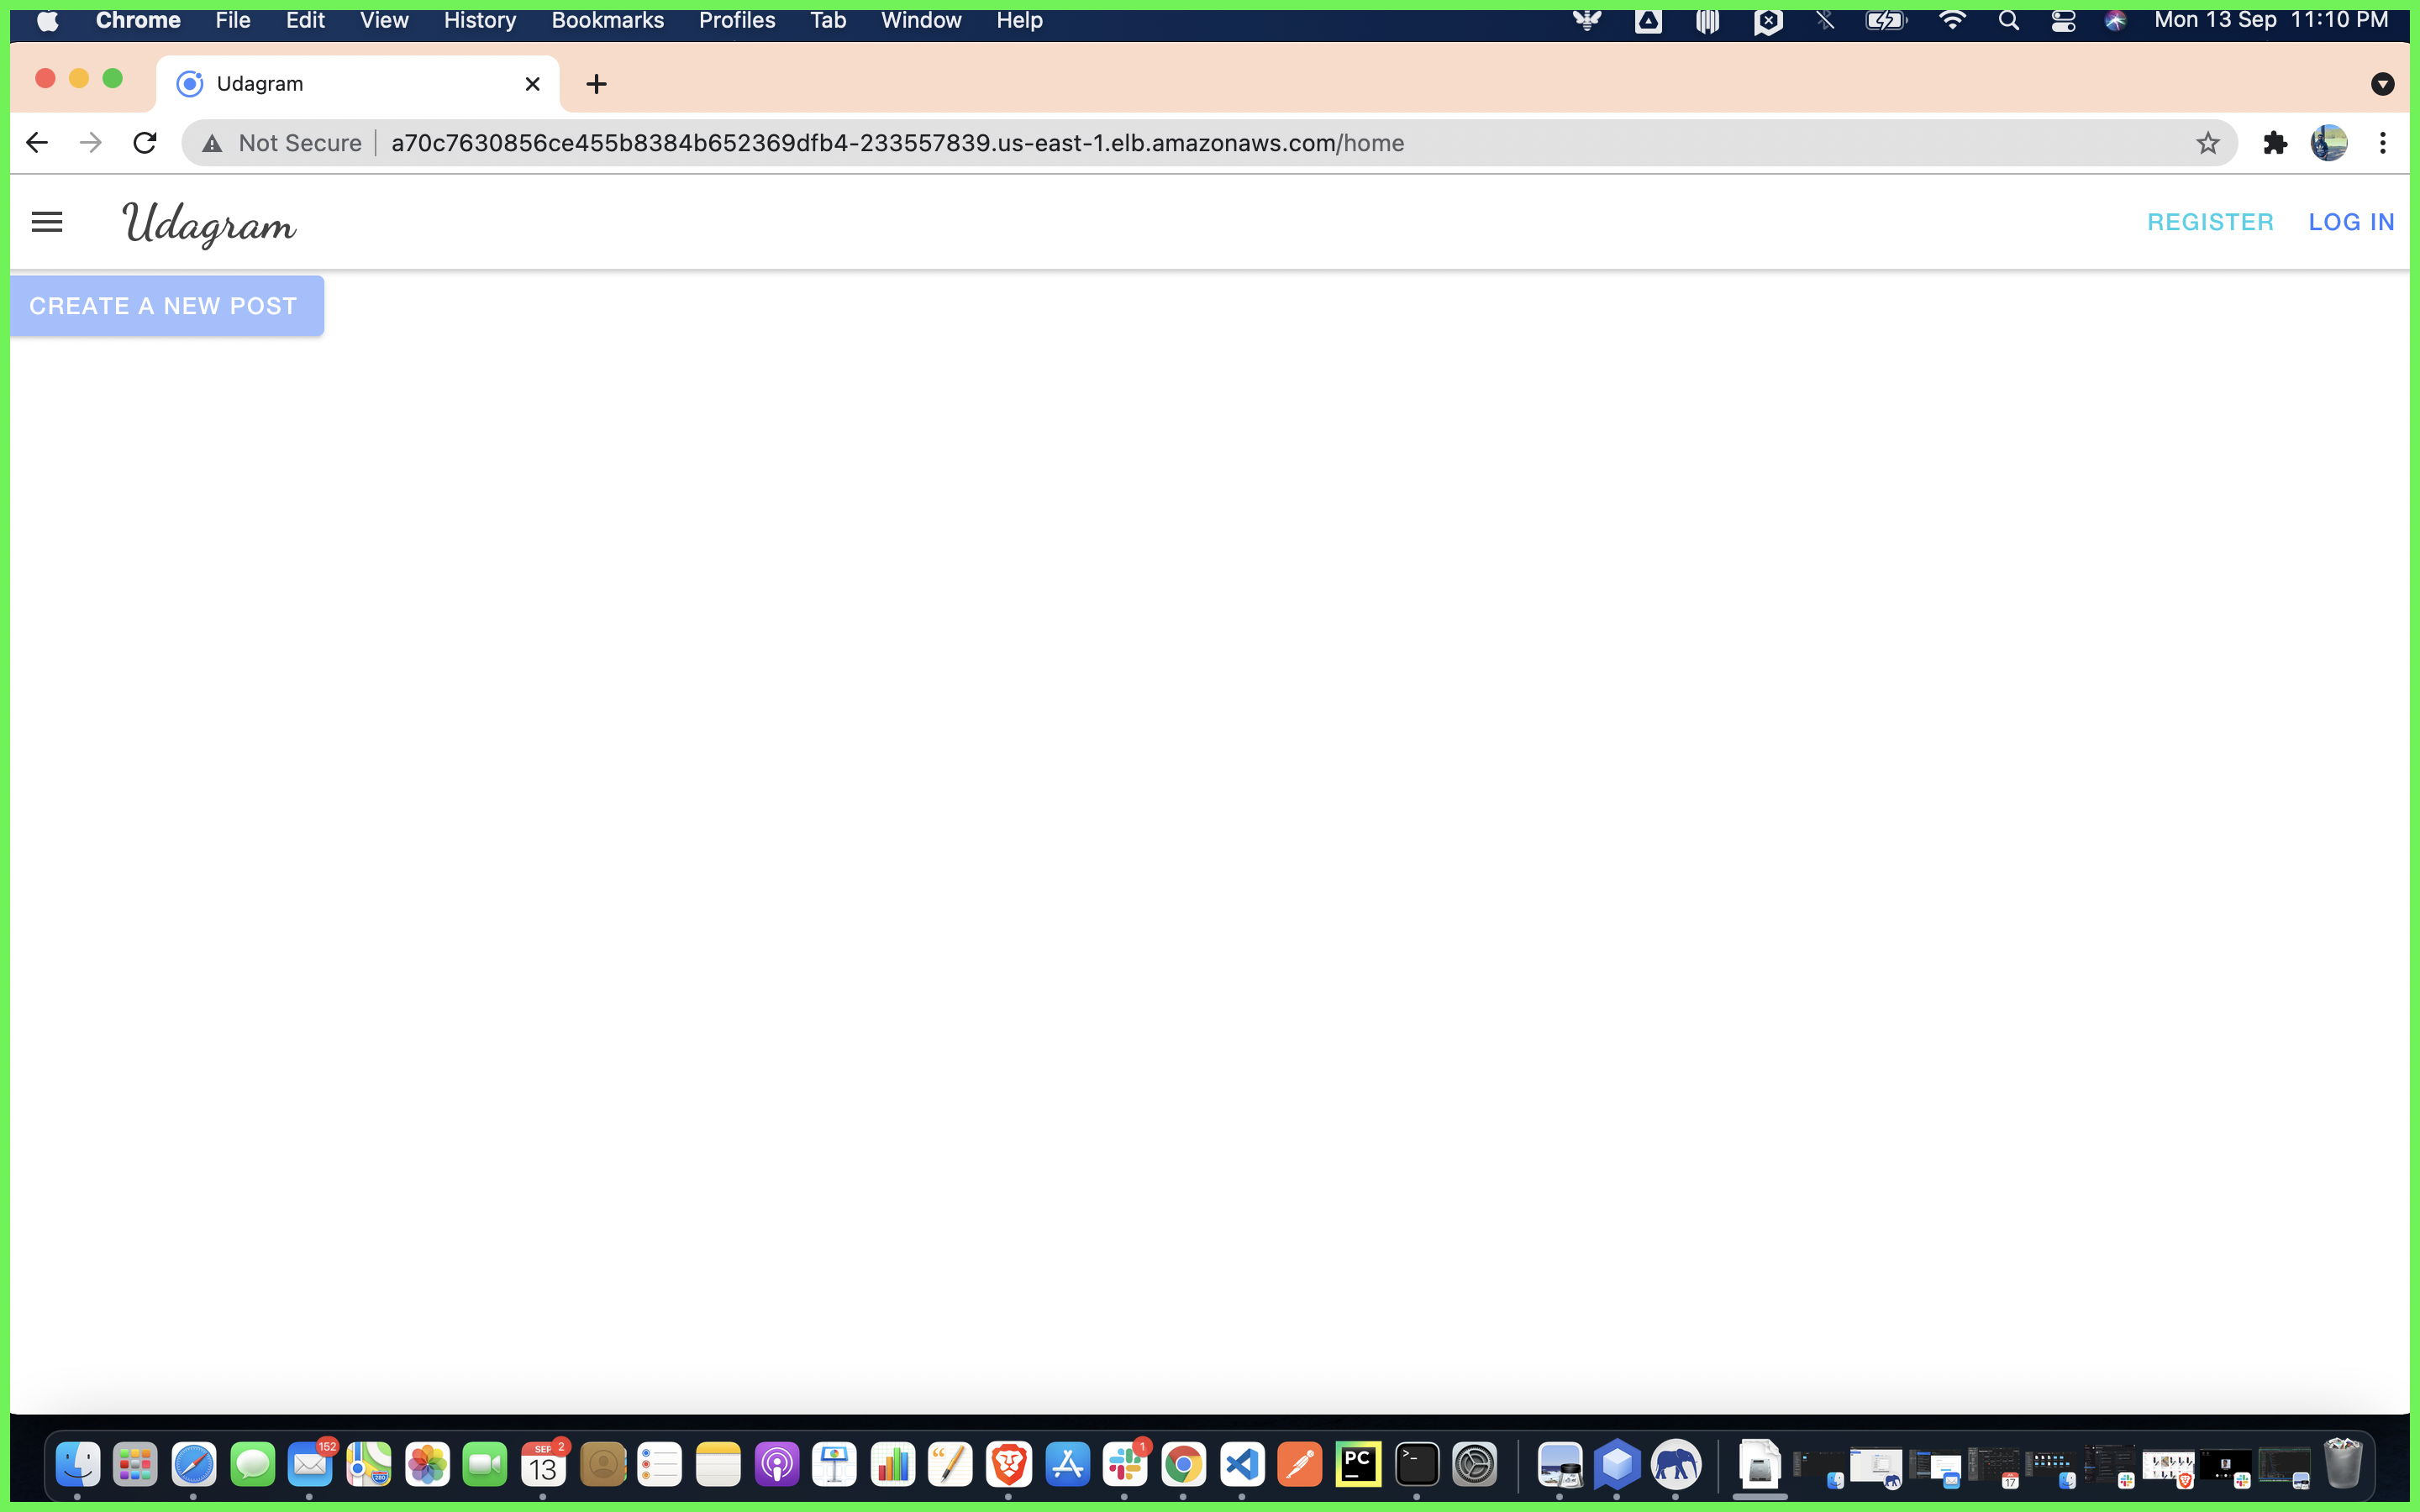 Chrome File Edit View History Bookmarks Profiles Tab Window Help Mon 13 Sep 11:10 PM
Udagram
Not Secure a70c7630856ce455b8384b652369dfb4-233557839.us-east-1.elb.amazonaws.com/home
Udagram REGISTER LOG IN
CREATE A NEW POST
152 280 SEP 13 2 1 PC 17